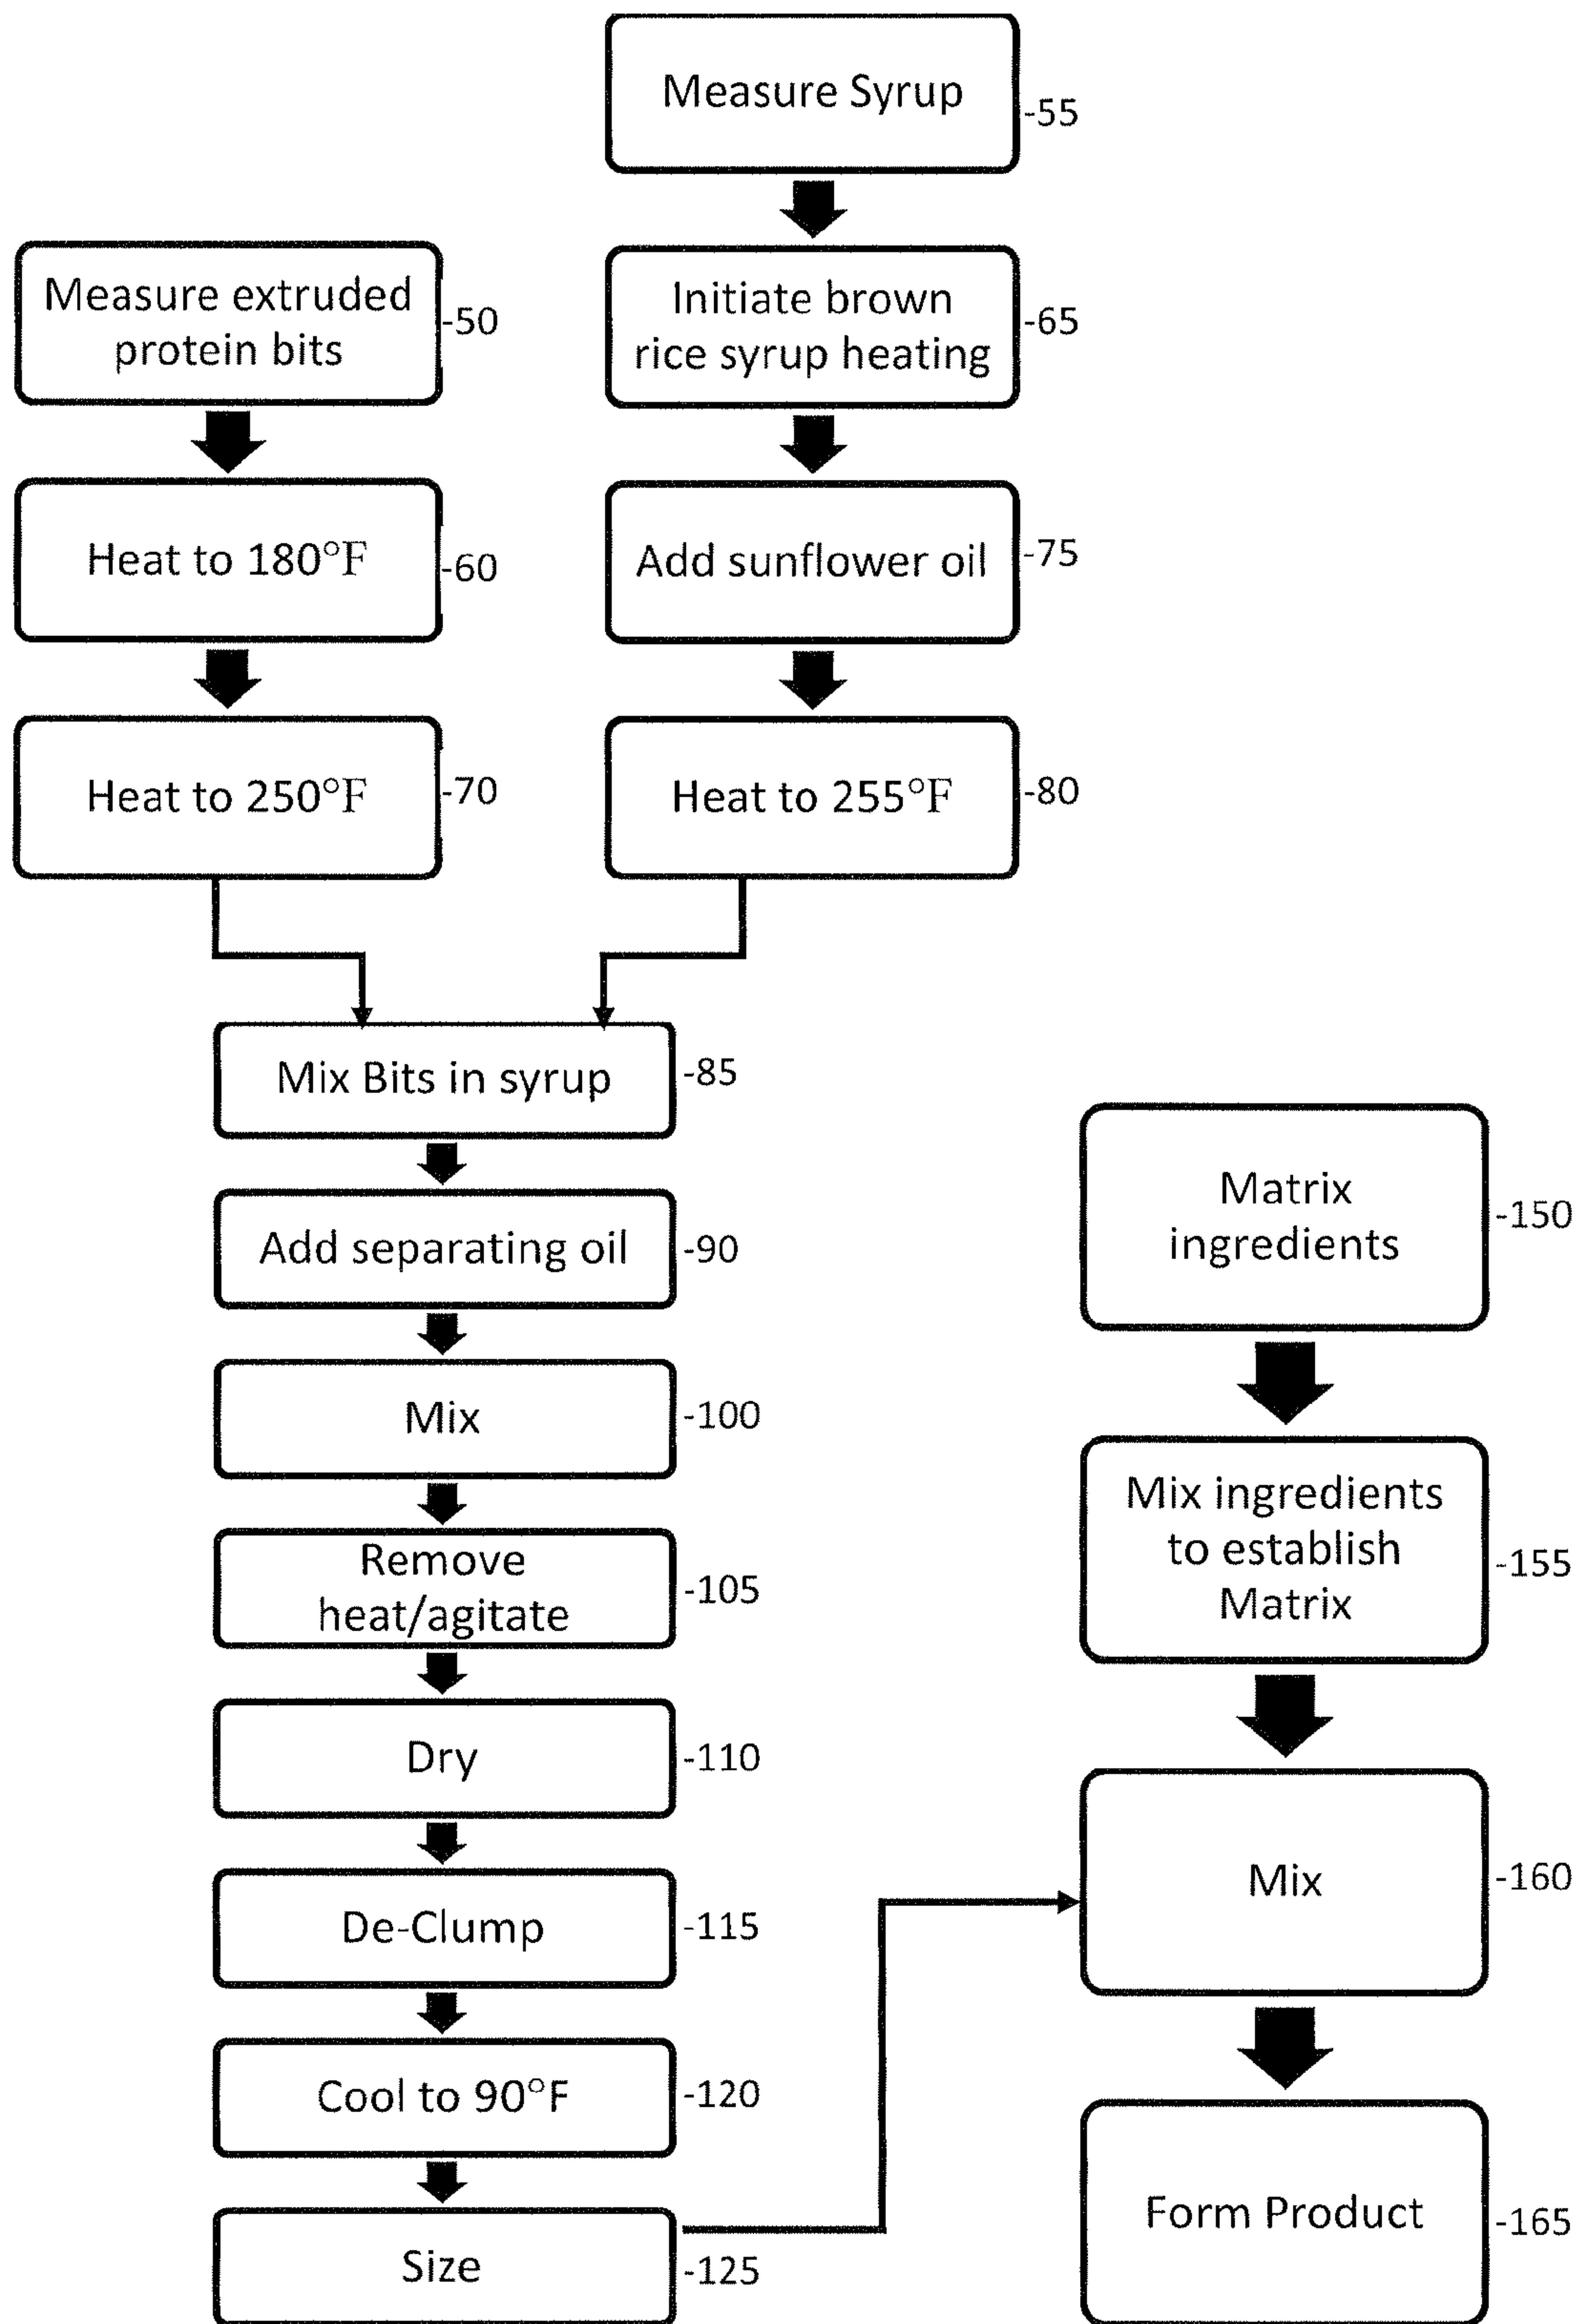 Measure Syrup
-55
Measure extruded
protein bits
-50
Initiate brown
rice syrup heating
-65
Heat to 180°F
-60
Add sunflower oil
-75
Heat to 250°F
-70
Heat to 255°F
-80
Mix Bits in syrup
-85
Add separating oil
-90
Mix
-100
Remove
heat/agitate
-105
Dry
-110
De-Clump
-115
Cool to 90°F
-120
Size
-125
Matrix
ingredients
-150
Mix ingredients
to establish
Matrix
-155
Mix
-160
Form Product
-165